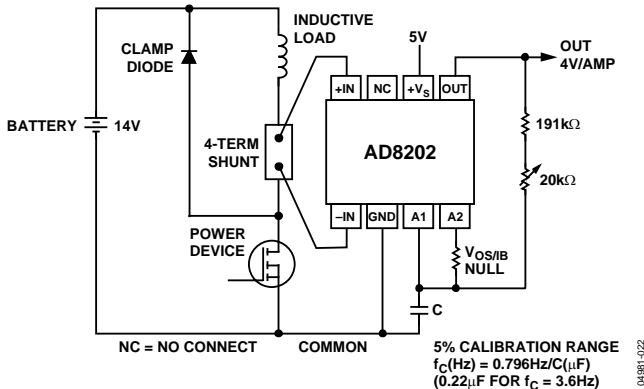 INDUCTIVE
LOAD
CLAMP
DIODE
5V
OUT
4V/AMP
+IN NC +VS OUT
BATTERY 14V
4-TERM
SHUNT
AD8202
191kΩ
20kΩ
–IN GND A1 A2
POWER
DEVICE
VOS/IB
NULL
C
NC = NO CONNECT COMMON
5% CALIBRATION RANGE
fC(Hz) = 0.796Hz/C(μF)
(0.22μF FOR fC = 3.6Hz)
04981-022